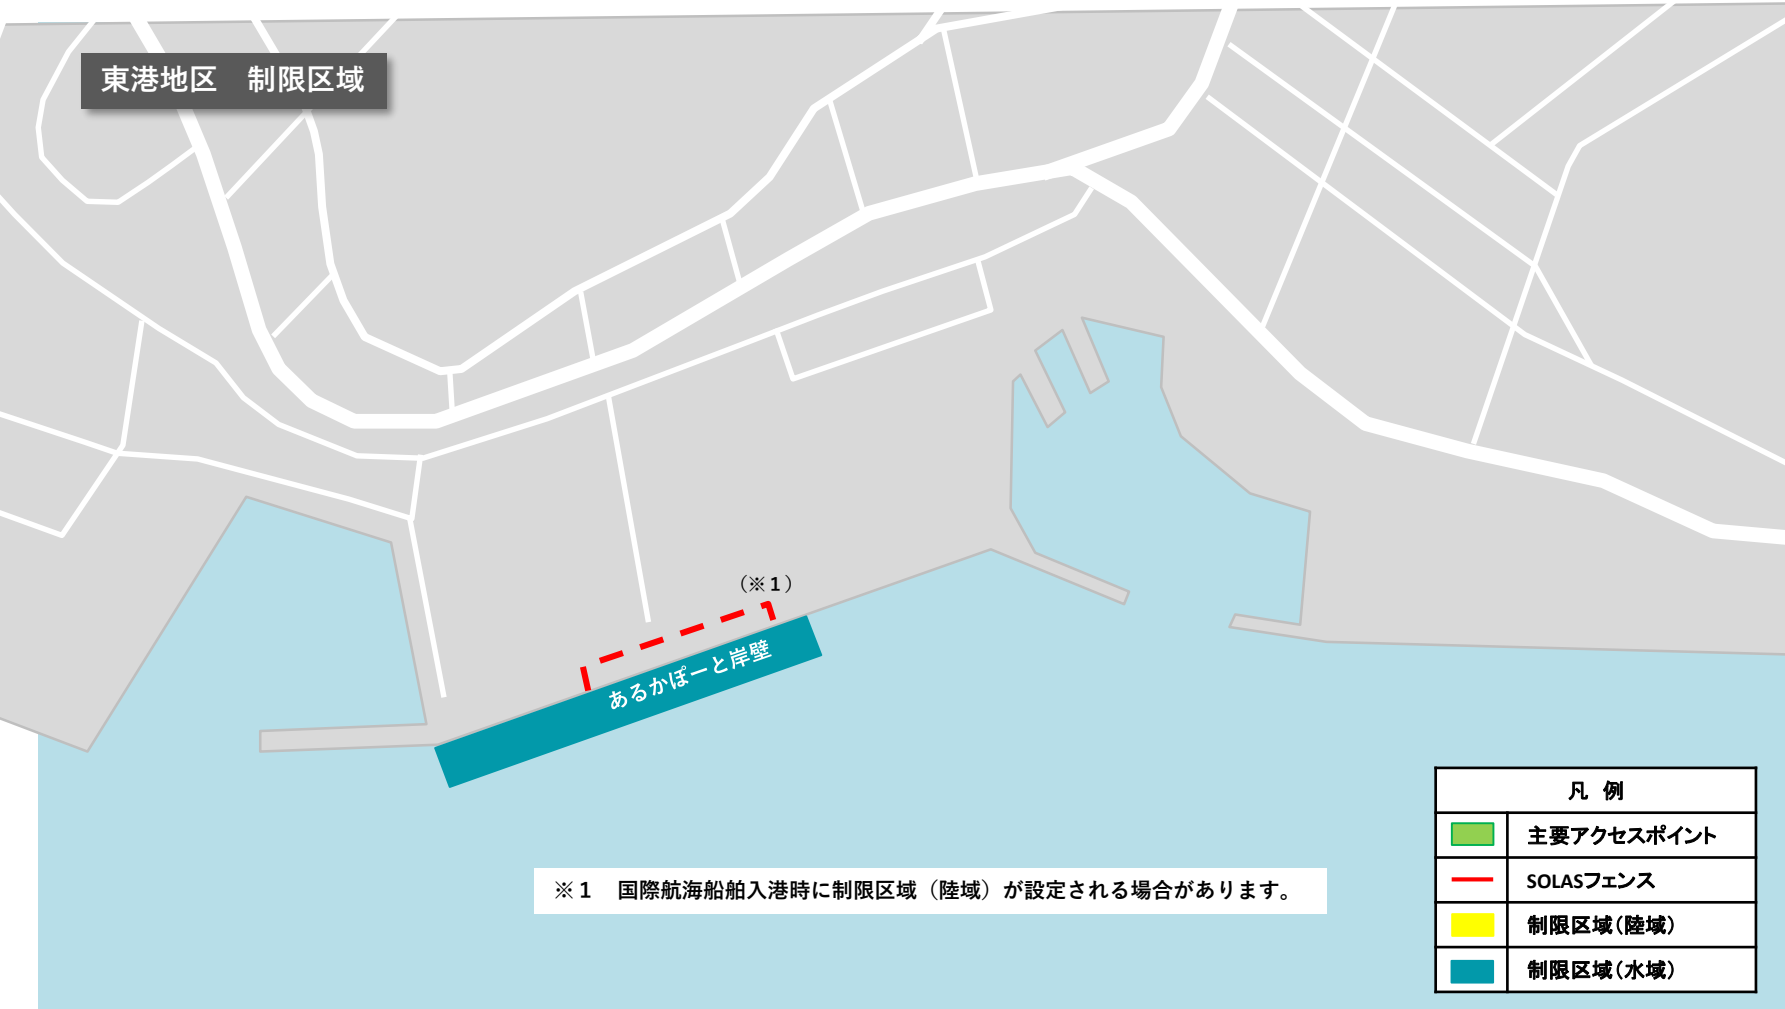 東港地区　制限区域
（※１）
あるかぽーと岸壁
※１　国際航海船舶入港時に制限区域（陸域）が設定される場合があります。
凡 例
主要アクセスポイント
SOLASフェンス
制限区域（陸域）
制限区域（水域）